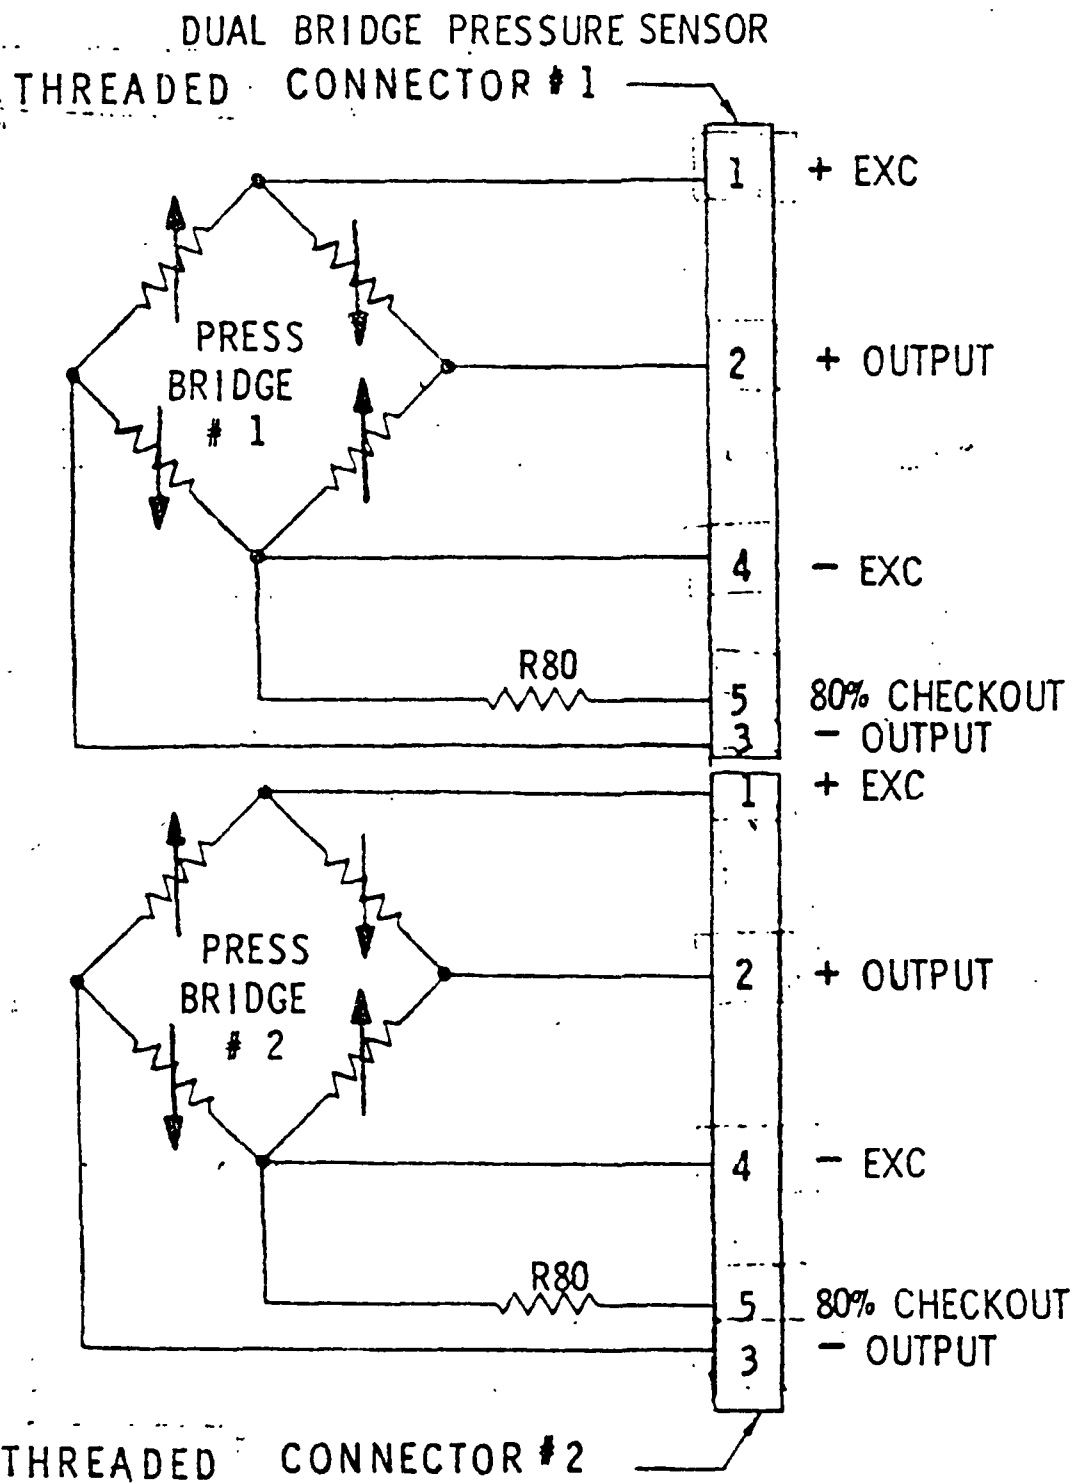 DUAL BRIDGE PRESSURE SENSOR
THREADED CONNECTOR # 1
1 + EXC
PRESS
BRIDGE
# 1
2 + OUTPUT
4 - EXC
R80
5 80% CHECKOUT
3 - OUTPUT
1 + EXC
PRESS
BRIDGE
# 2
2 + OUTPUT
4 - EXC
R80
5 80% CHECKOUT
3 - OUTPUT
THREADED CONNECTOR #2